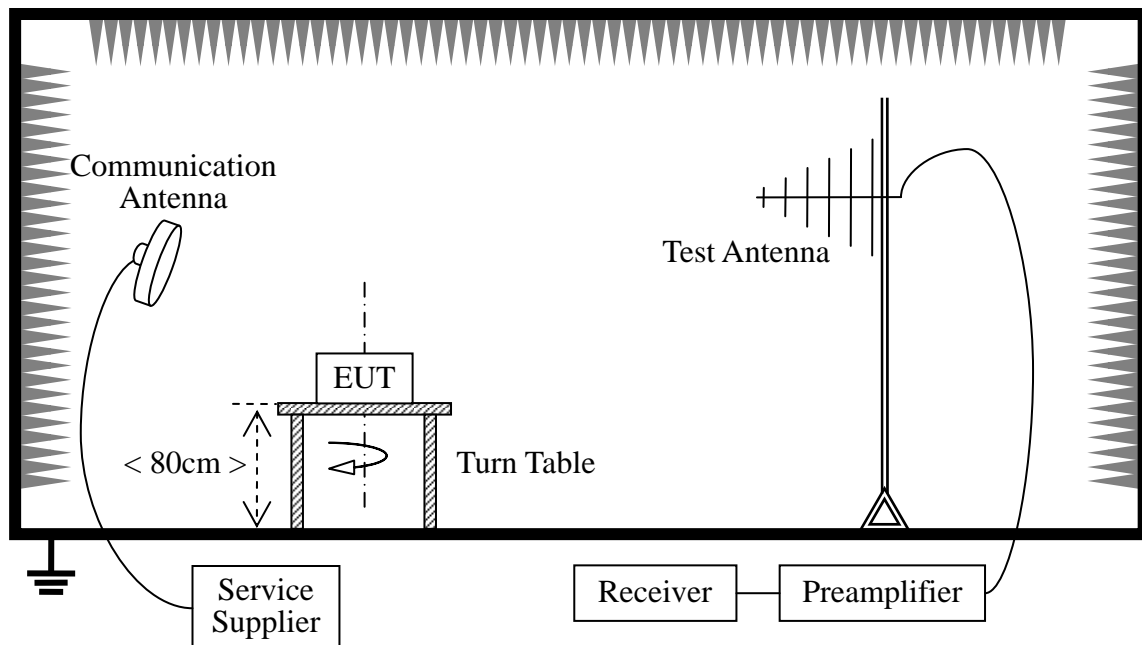 Communication
Antenna
Test Antenna
EUT
< 80cm >
Turn Table
Service
Supplier
Receiver
Preamplifier